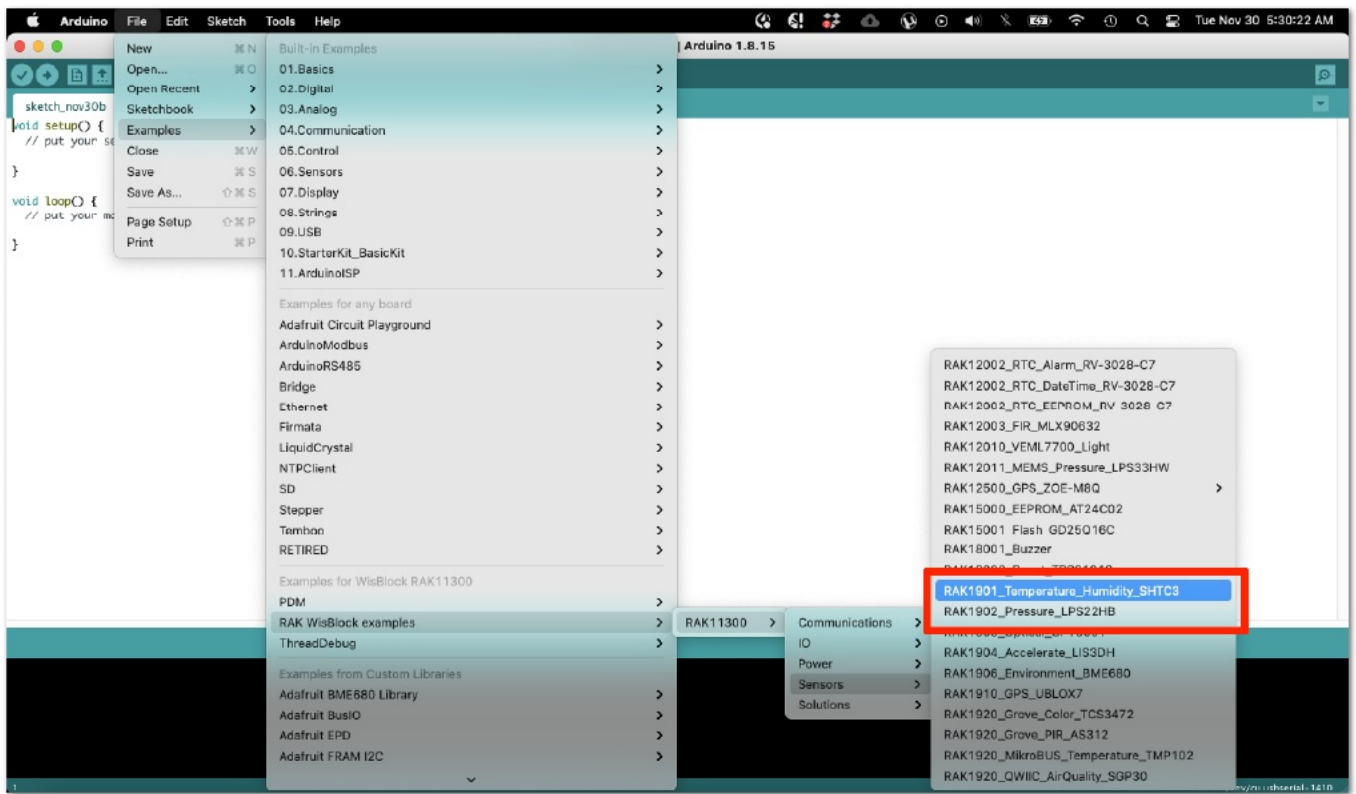 Arduino File Edit Sketch Tools Help Tue Nov 30 5:30:22 AM
| Arduino 1.8.15
sketch_nov30b
void setup() {
// put your se
}
void loop() {
// put your mo
}
New ⌘ N
Open... ⌘ O
Open Recent
Sketchbook
Examples
Close ⌘ W
Save ⌘ S
Save As... ⇧ ⌘ S
Page Setup ⇧ ⌘ P
Print ⌘ P
Built-in Examples
01.Basics
02.Digital
03.Analog
04.Communication
05.Control
06.Sensors
07.Display
08.Strings
09.USB
10.StarterKit_BasicKit
11.ArduinoISP
Examples for any board
Adafruit Circuit Playground
ArduinoModbus
ArduinoRS485
Bridge
Ethernet
Firmata
LiquidCrystal
NTPClient
SD
Stepper
Temboo
RETIRED
Examples for WisBlock RAK11300
PDM
RAK WisBlock examples
ThreadDebug
Examples from Custom Libraries
Adafruit BME680 Library
Adafruit BusIO
Adafruit EPD
Adafruit FRAM I2C
RAK11300
Communications
IO
Power
Sensors
Solutions
RAK12002_RTC_Alarm_RV-3028-C7
RAK12002_RTC_DateTime_RV-3028-C7
RAK12002_RTC_EEPROM_RV-3028-C7
RAK12003_FIR_MLX90632
RAK12010_VEML7700_Light
RAK12011_MEMS_Pressure_LPS33HW
RAK12500_GPS_ZOE-M8Q
RAK15000_EEPROM_AT24C02
RAK15001_Flash_GD25Q16C
RAK18001_Buzzer
RAK1901_Temperature_Humidity_SHTC3
RAK1902_Pressure_LPS22HB
RAK1904_Accelerate_LIS3DH
RAK1906_Environment_BME680
RAK1910_GPS_UBLOX7
RAK1920_Grove_Color_TCS3472
RAK1920_Grove_PIR_AS312
RAK1920_MikroBUS_Temperature_TMP102
RAK1920_QWIIC_AirQuality_SGP30
1